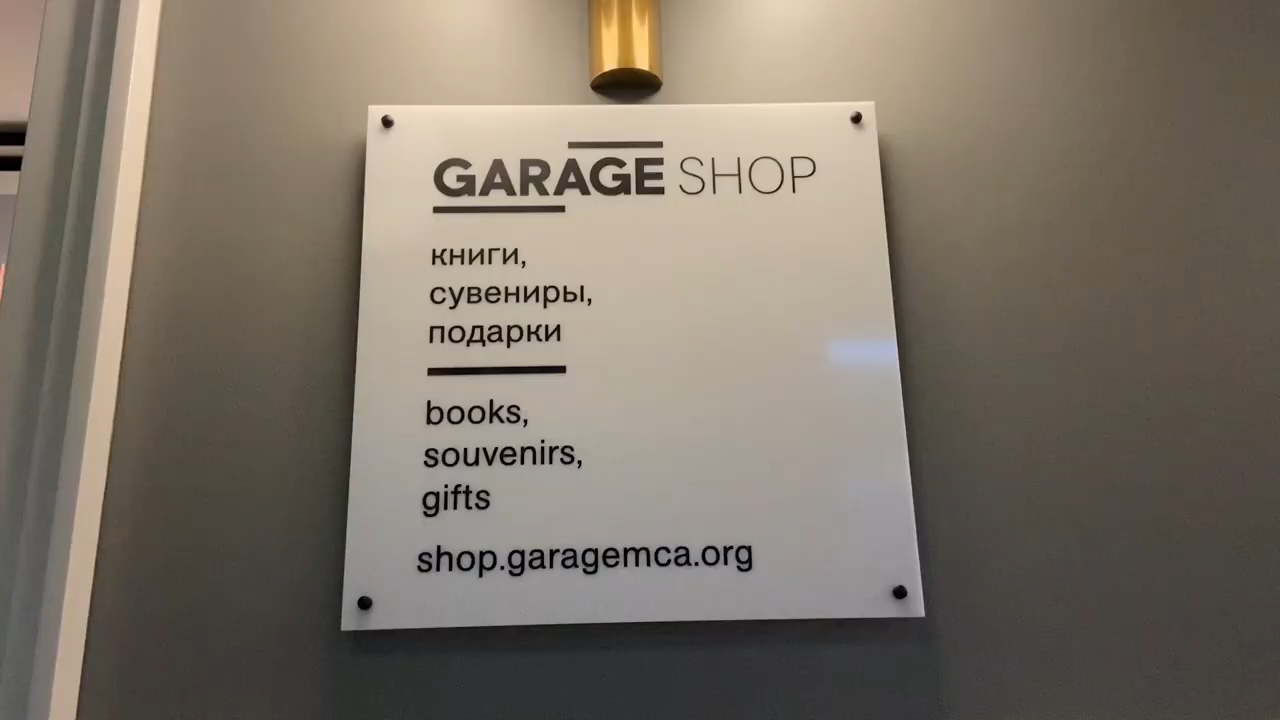 GARAGE SHOP
книги,
сувениры,
подарки
books,
souvenirs,
gifts
shop.garagemca.org